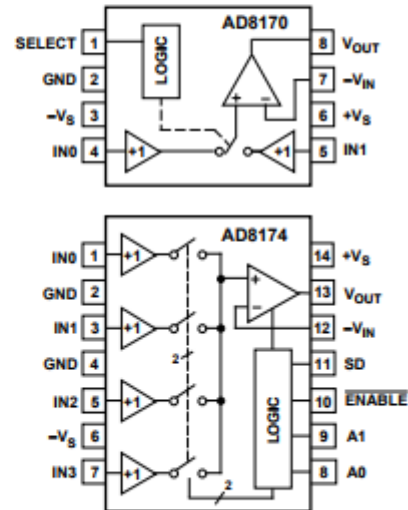 AD8170
SELECT 1 LOGIC 8 VOUT
GND 2 + − 7 −VIN
−VS 3 6 +VS
IN0 4 +1 +1 5 IN1
AD8174
IN0 1 +1 14 +VS
GND 2 + 13 VOUT
IN1 3 +1 − 12 −VIN
GND 4 2 11 SD
IN2 5 +1 LOGIC 10 ENABLE
−VS 6 9 A1
IN3 7 +1 2 8 A0